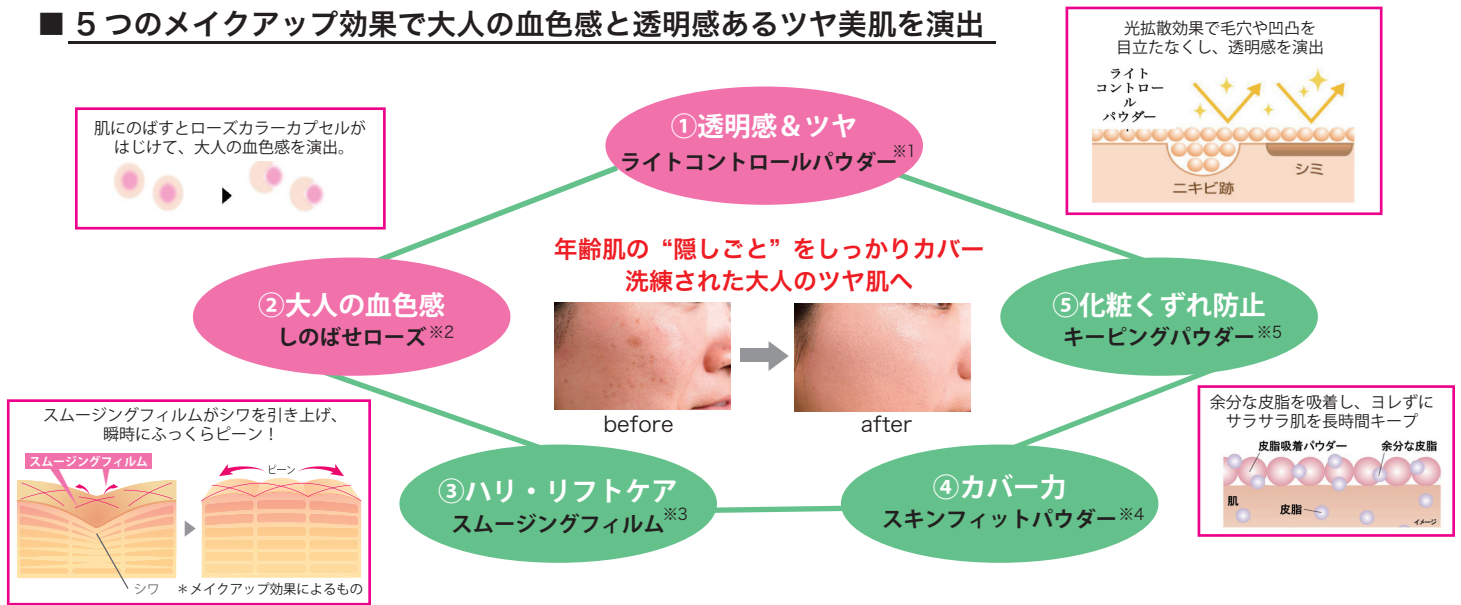 ■ 5つのメイクアップ効果で大人の血色感と透明感あるツヤ美肌を演出
光拡散効果で毛穴や凹凸を
目立たなくし、透明感を演出
ライト
コントロー
ル
パウダー
ニキビ跡
シミ
肌にのばすとローズカラーカプセルが
はじけて、大人の血色感を演出。
①透明感&ツヤ
ライトコントロールパウダー※1
年齢肌の“隠しごと”をしっかりカバー
洗練された大人のツヤ肌へ
②大人の血色感
しのばせローズ※2
⑤化粧くずれ防止
キーピングパウダー※5
before
after
スムージングフィルムがシワを引き上げ、
瞬時にふっくらピーン！
スムージングフィルム
ピーン
シワ
＊メイクアップ効果によるもの
③ハリ・リフトケア
スムージングフィルム※3
④カバー力
スキンフィットパウダー※4
余分な皮脂を吸着し、ヨレずに
サラサラ肌を長時間キープ
皮脂吸着パウダー
余分な皮脂
肌
皮脂
イメージ